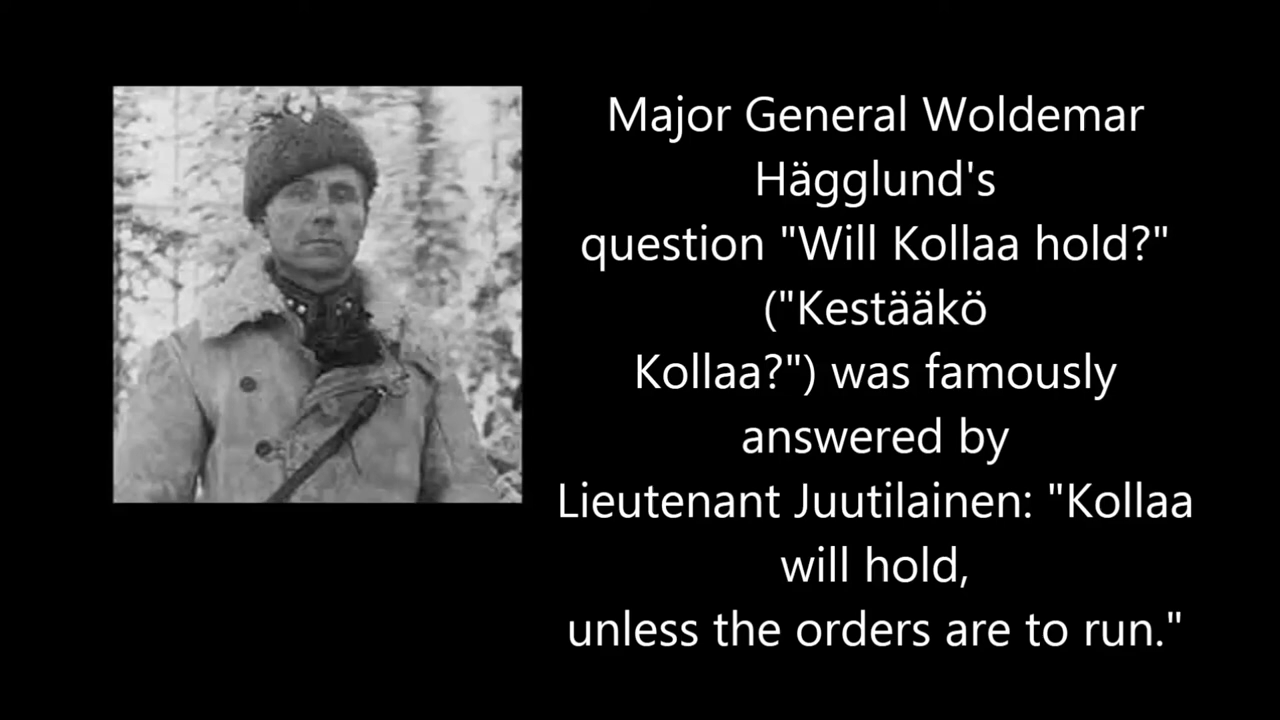 Major General Woldemar
Hägglund's
question "Will Kollaa hold?"
("Kestääkö
Kollaa?") was famously
answered by
Lieutenant Juutilainen: "Kollaa
will hold,
unless the orders are to run."